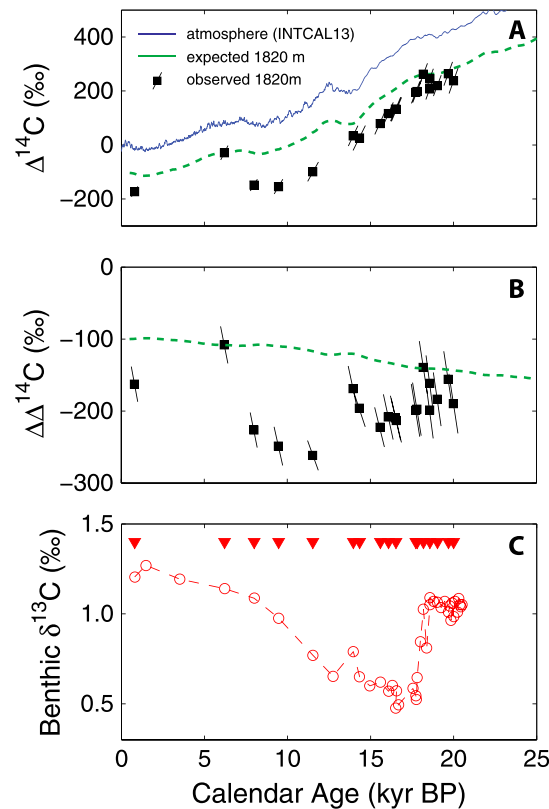 A
atmosphere (INTCAL13)
expected 1820 m
observed 1820m
Δ¹⁴C (‰)
400
200
0
−200
B
ΔΔ¹⁴C (‰)
0
−100
−200
−300
C
Benthic δ¹³C (‰)
1.5
1.0
0.5
0 5 10 15 20 25
Calendar Age (kyr BP)